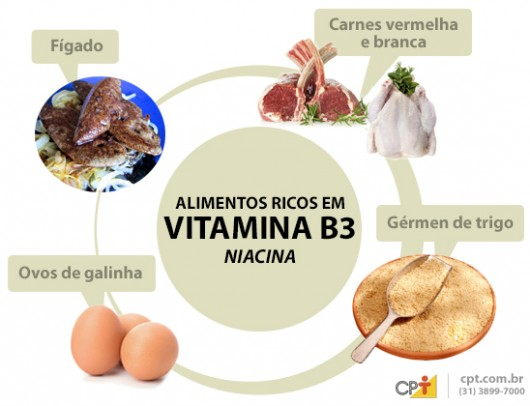 Fígado
Carnes vermelha
e branca
ALIMENTOS RICOS EM
VITAMINA B3
NIACINA
Gérmen de trigo
Ovos de galinha
CPT
cpt.com.br
(31) 3899-7000